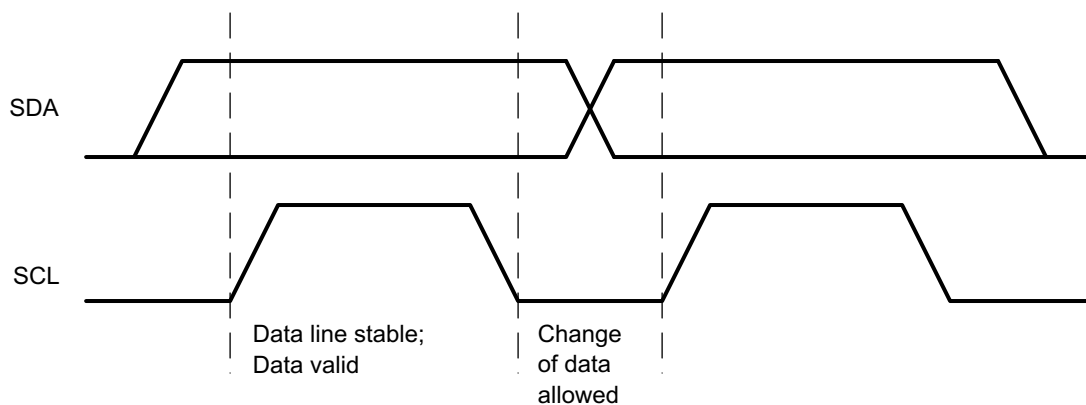 SDA
SCL
Data line stable;
Data valid
Change
of data
allowed